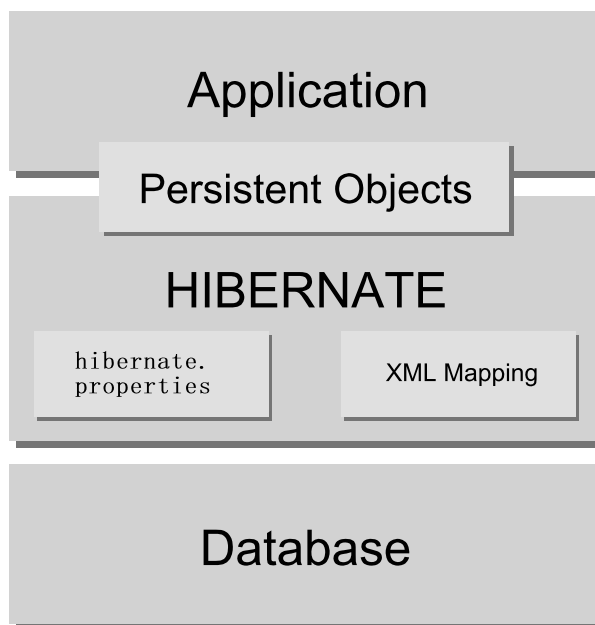 Application
Persistent Objects
HIBERNATE
hibernate.
properties
XML Mapping
Database